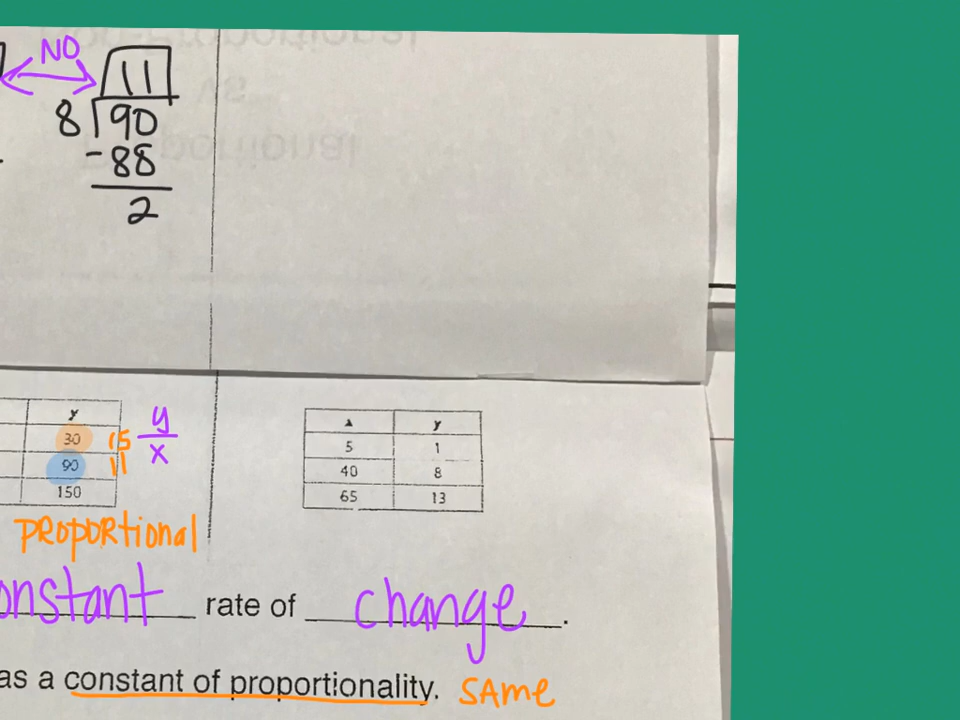 NO
11
8 90
-88
2
y
30 15
90 11
150
y
x
y
5 1
40 8
65 13
PROPORTIONAL
rate of change.
as a constant of proportionality. SAME